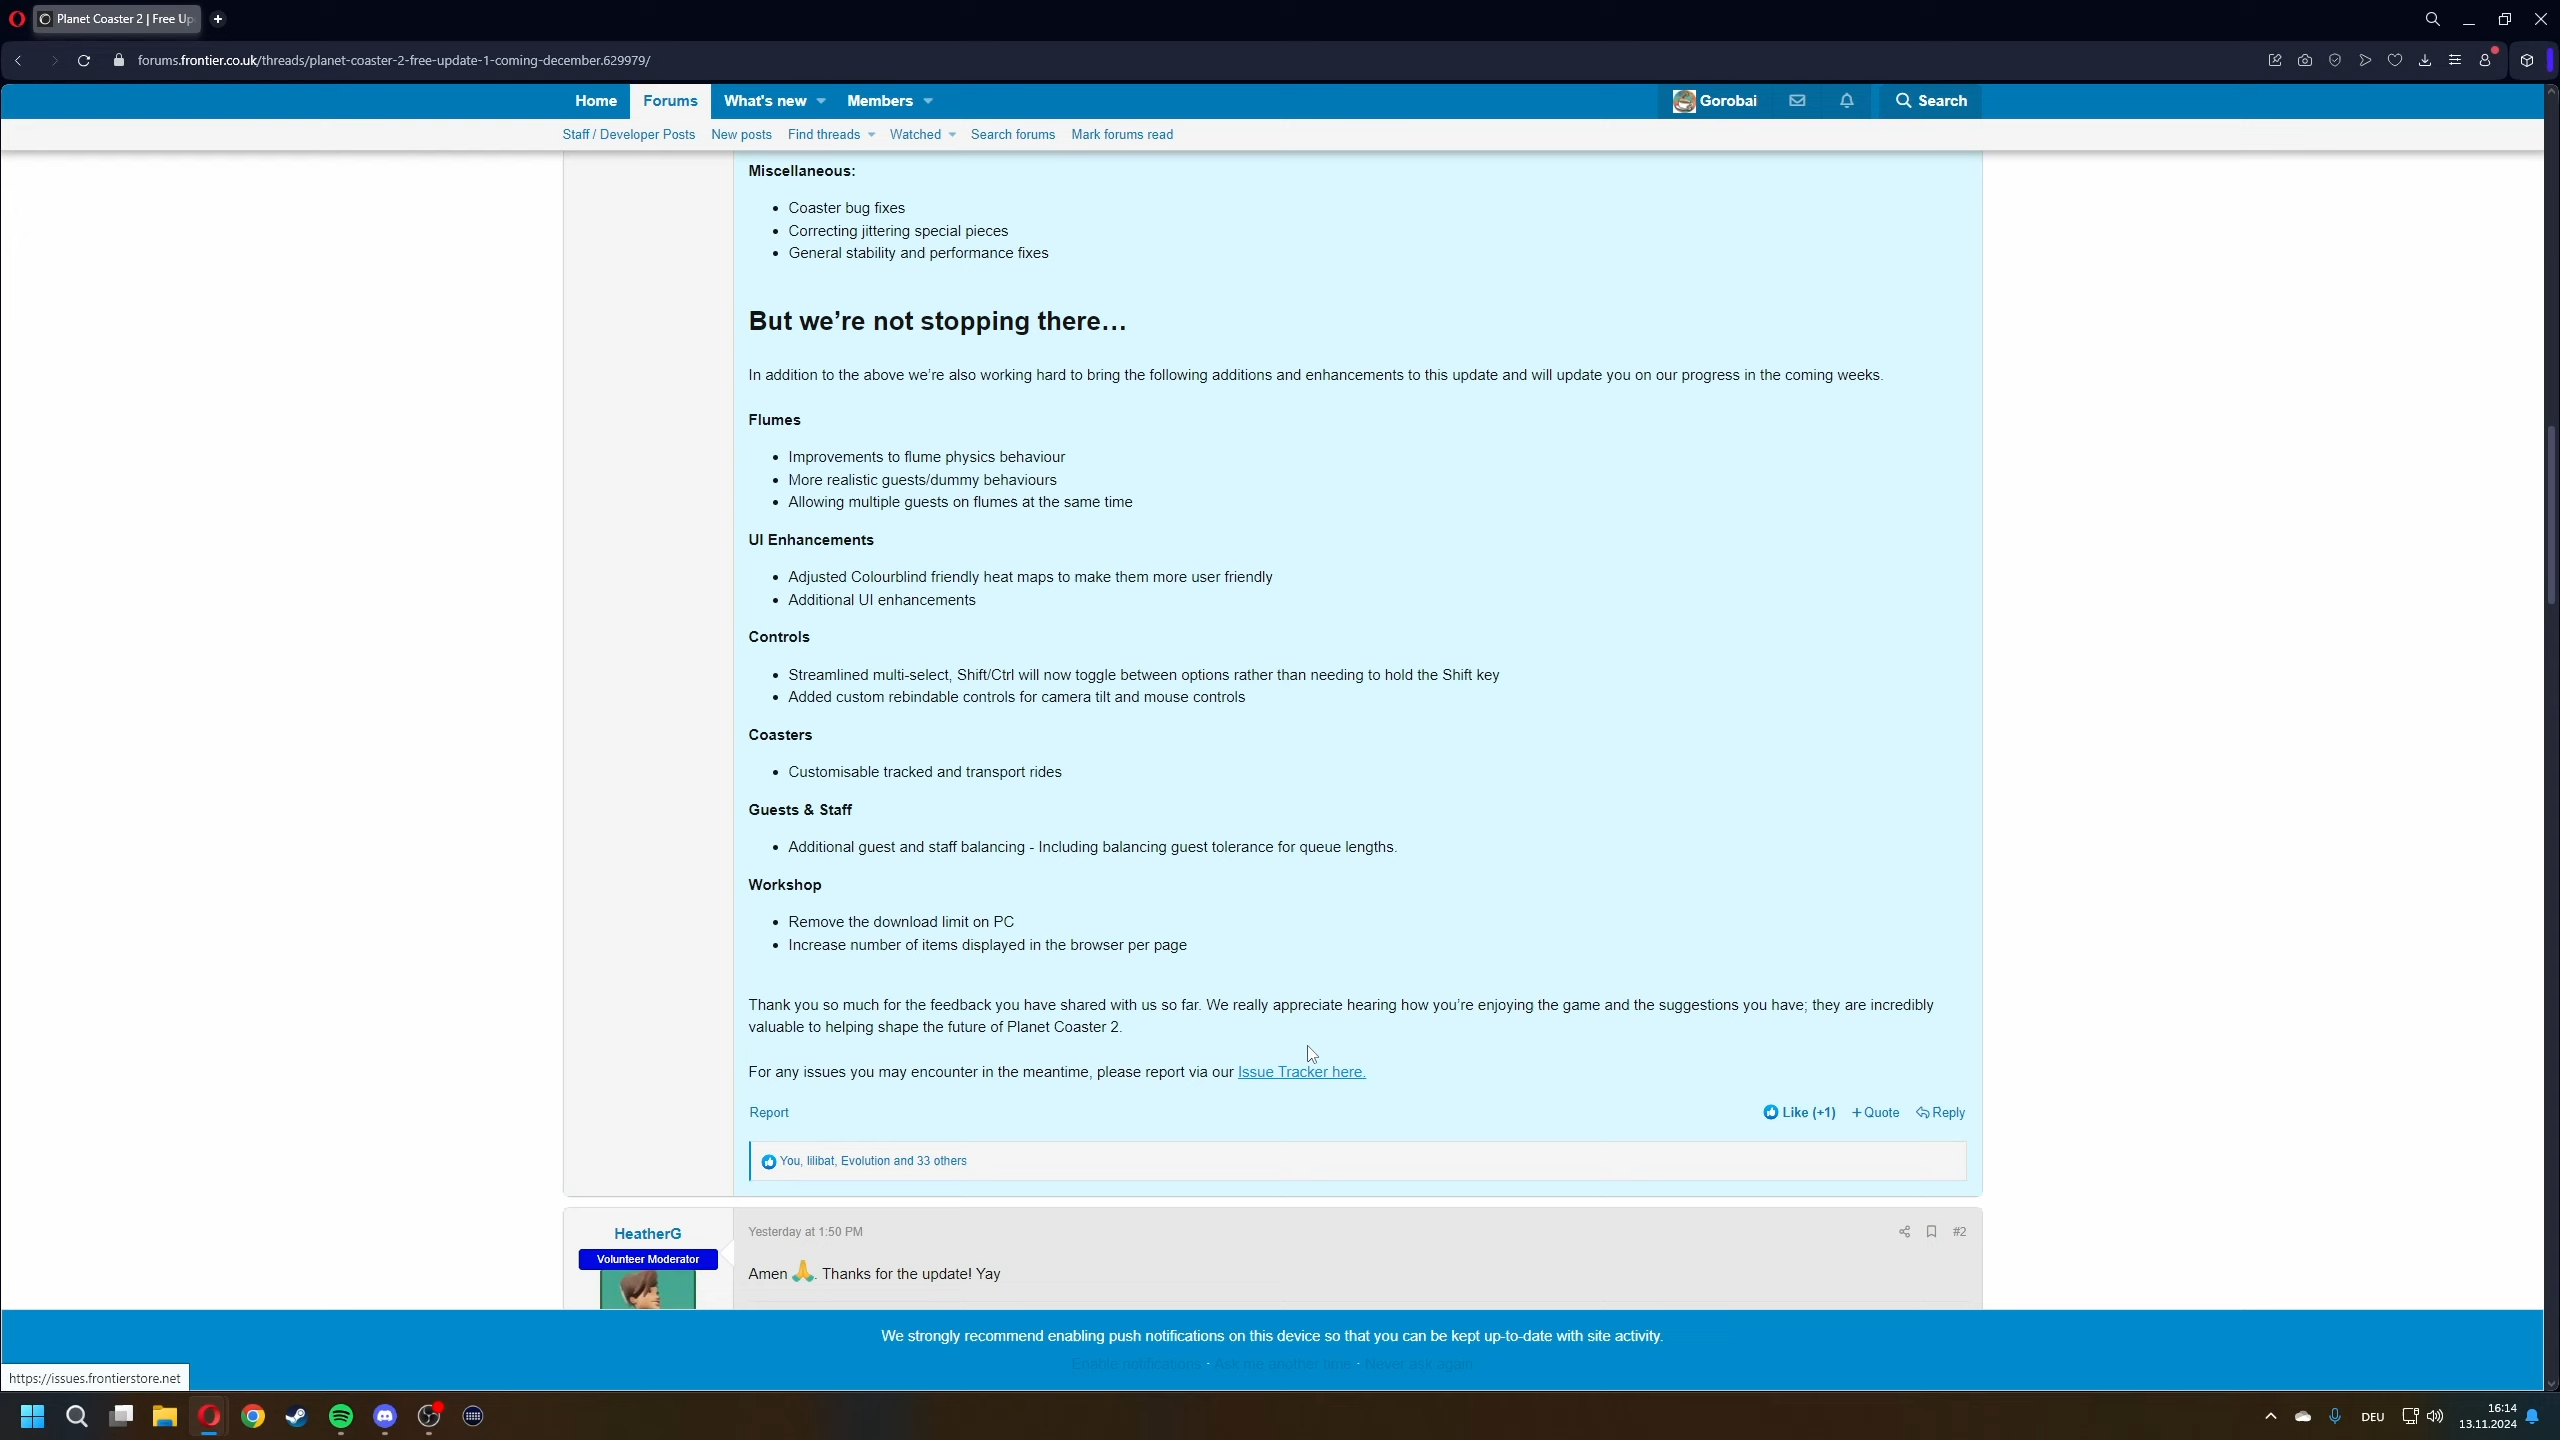 Planet Coaster 2 | Free Up
forums.frontier.co.uk/threads/planet-coaster-2-free-update-1-coming-december.629979/
Home Forums What's new Members Gorobai Search
Staff / Developer Posts New posts Find threads Watched Search forums Mark forums read
Miscellaneous:
• Coaster bug fixes
• Correcting jittering special pieces
• General stability and performance fixes
But we’re not stopping there…
In addition to the above we’re also working hard to bring the following additions and enhancements to this update and will update you on our progress in the coming weeks.
Flumes
• Improvements to flume physics behaviour
• More realistic guests/dummy behaviours
• Allowing multiple guests on flumes at the same time
UI Enhancements
• Adjusted Colourblind friendly heat maps to make them more user friendly
• Additional UI enhancements
Controls
• Streamlined multi-select, Shift/Ctrl will now toggle between options rather than needing to hold the Shift key
• Added custom rebindable controls for camera tilt and mouse controls
Coasters
• Customisable tracked and transport rides
Guests & Staff
• Additional guest and staff balancing - Including balancing guest tolerance for queue lengths.
Workshop
• Remove the download limit on PC
• Increase number of items displayed in the browser per page
Thank you so much for the feedback you have shared with us so far. We really appreciate hearing how you’re enjoying the game and the suggestions you have; they are incredibly
valuable to helping shape the future of Planet Coaster 2.
For any issues you may encounter in the meantime, please report via our Issue Tracker here.
Report Like (+1) +Quote Reply
You, lilibat, Evolution and 33 others
HeatherG Yesterday at 1:50 PM #2
Volunteer Moderator
Amen 🙏. Thanks for the update! Yay
We strongly recommend enabling push notifications on this device so that you can be kept up-to-date with site activity.
Enable notifications · Ask me another time · Never ask again
https://issues.frontierstore.net
DEU 16:14
13.11.2024